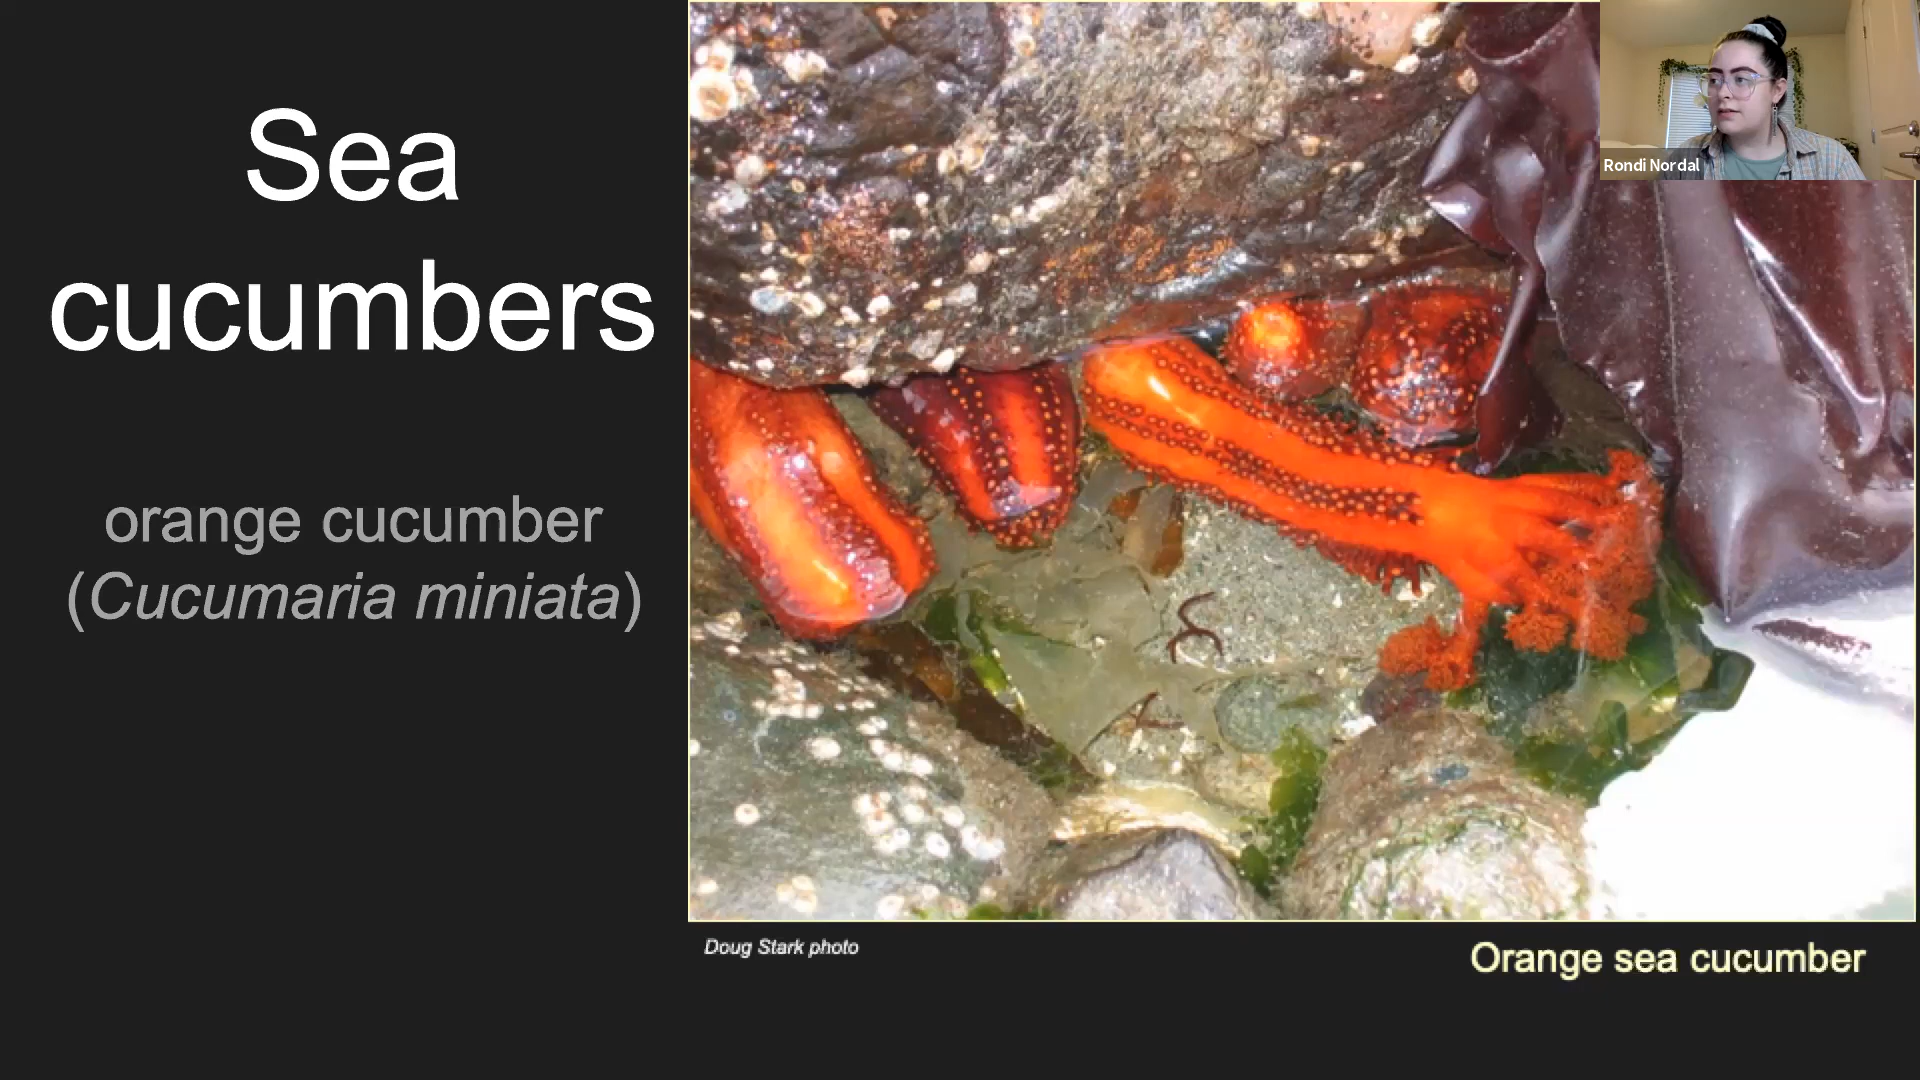 Sea
cucumbers
orange cucumber
(Cucumaria miniata)
Rondi Nordal
Doug Stark photo
Orange sea cucumber